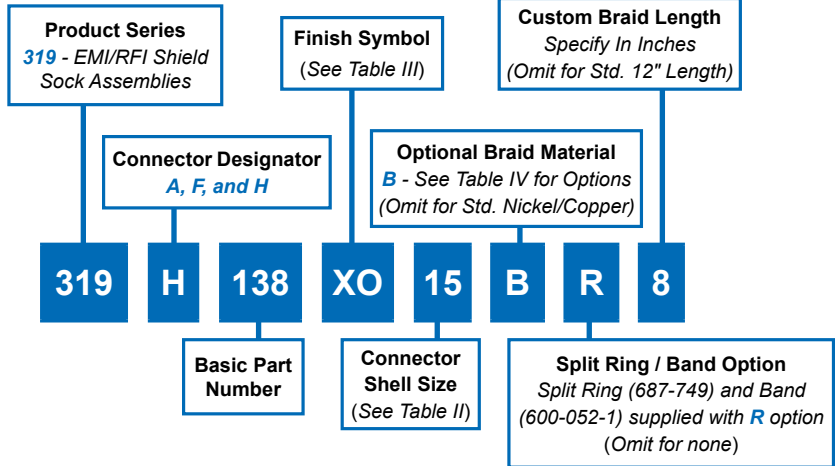 Product Series
319 - EMI/RFI Shield
Sock Assemblies
Finish Symbol
(See Table III)
Custom Braid Length
Specify In Inches
(Omit for Std. 12" Length)
Connector Designator
A, F, and H
Optional Braid Material
B - See Table IV for Options
(Omit for Std. Nickel/Copper)
319 H 138 XO 15 B R 8
Basic Part
Number
Connector
Shell Size
(See Table II)
Split Ring / Band Option
Split Ring (687-749) and Band
(600-052-1) supplied with R option
(Omit for none)